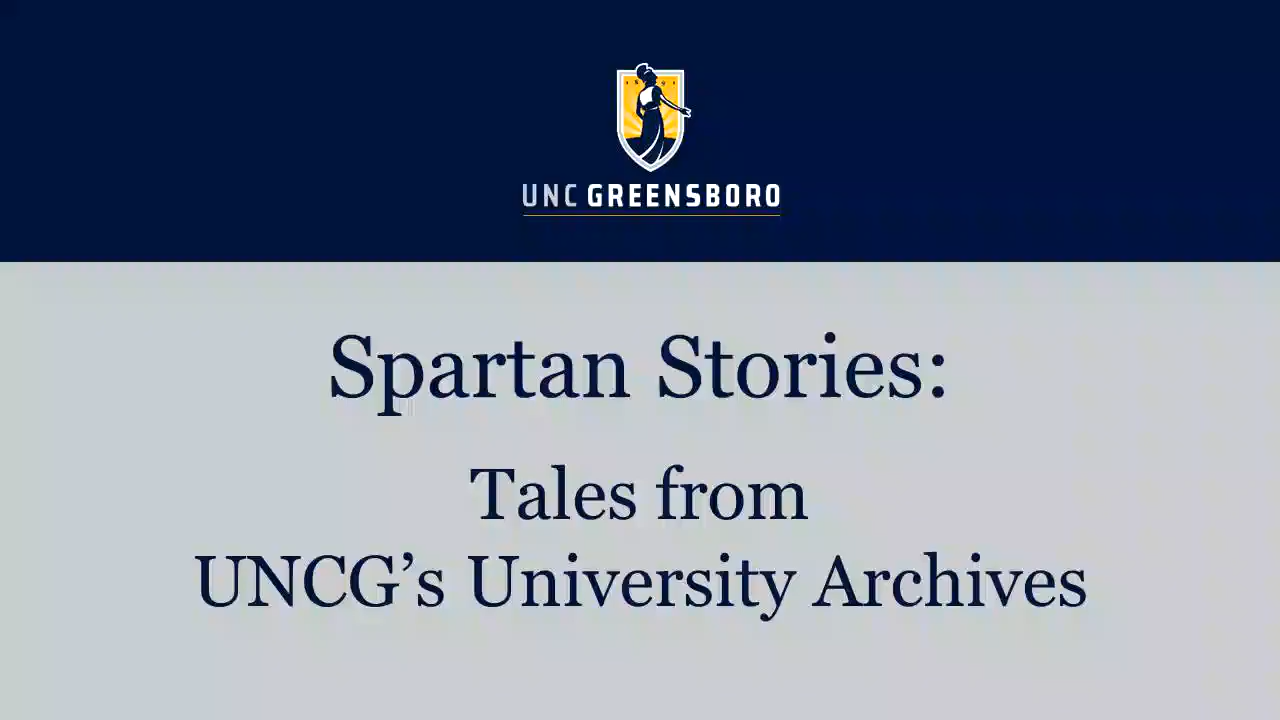 UNC GREENSBORO
Spartan Stories:
Tales from
UNCG’s University Archives